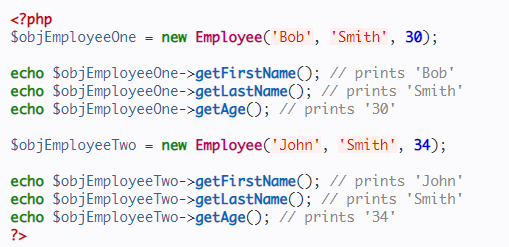 <?php
$objEmployeeOne = new Employee('Bob', 'Smith', 30);
echo $objEmployeeOne->getFirstName(); // prints 'Bob'
echo $objEmployeeOne->getLastName(); // prints 'Smith'
echo $objEmployeeOne->getAge(); // prints '30'
$objEmployeeTwo = new Employee('John', 'Smith', 34);
echo $objEmployeeTwo->getFirstName(); // prints 'John'
echo $objEmployeeTwo->getLastName(); // prints 'Smith'
echo $objEmployeeTwo->getAge(); // prints '34'
?>